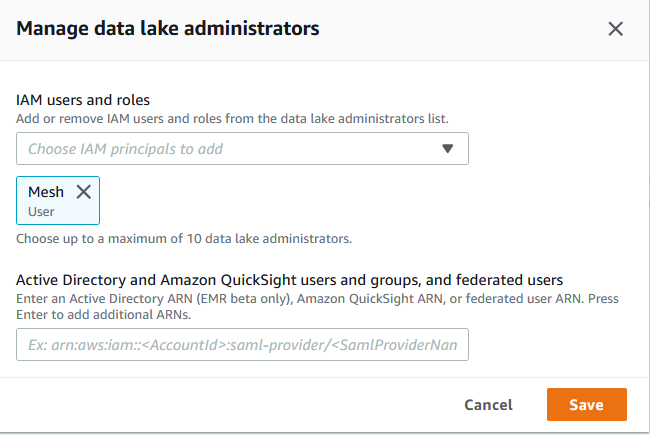 Manage data lake administrators
IAM users and roles
Add or remove IAM users and roles from the data lake administrators list.
Choose IAM principals to add
Mesh
User
Choose up to a maximum of 10 data lake administrators.
Active Directory and Amazon QuickSight users and groups, and federated users
Enter an Active Directory ARN (EMR beta only), Amazon QuickSight ARN, or federated user ARN. Press
Enter to add additional ARNs.
Ex: arn:aws:iam::<AccountId>:saml-provider/<SamlProviderNan
Cancel Save